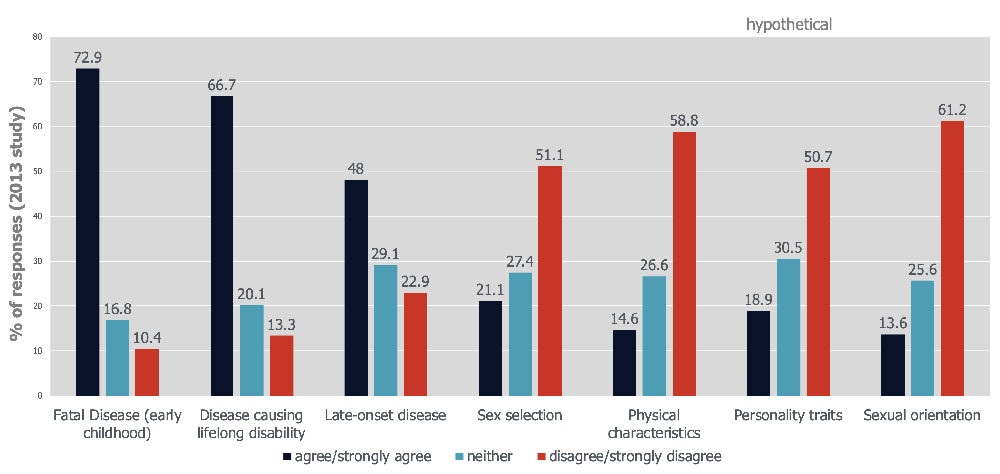 hypothetical
% of responses (2013 study)
80
70
60
50
40
30
20
10
0
72.9
16.8
10.4
66.7
20.1
13.3
48
29.1
22.9
21.1
27.4
51.1
14.6
26.6
58.8
18.9
30.5
50.7
13.6
25.6
61.2
Fatal Disease (early
childhood)
Disease causing
lifelong disability
Late-onset disease
Sex selection
Physical
characteristics
Personality traits
Sexual orientation
agree/strongly agree
neither
disagree/strongly disagree